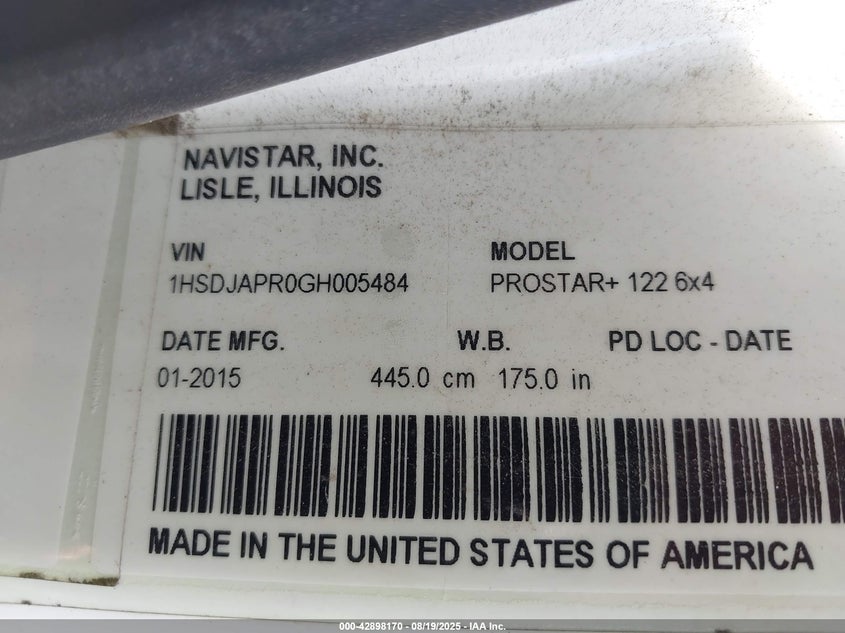 NAVISTAR, INC.
LISLE, ILLINOIS
VIN MODEL
1HSDJAPR0GH005484 PROSTAR+ 122 6x4
DATE MFG. W.B. PD LOC - DATE
01-2015 445.0 cm 175.0 in
MADE IN THE UNITED STATES OF AMERICA
000-42898170 - 08/19/2025 - IAA Inc.